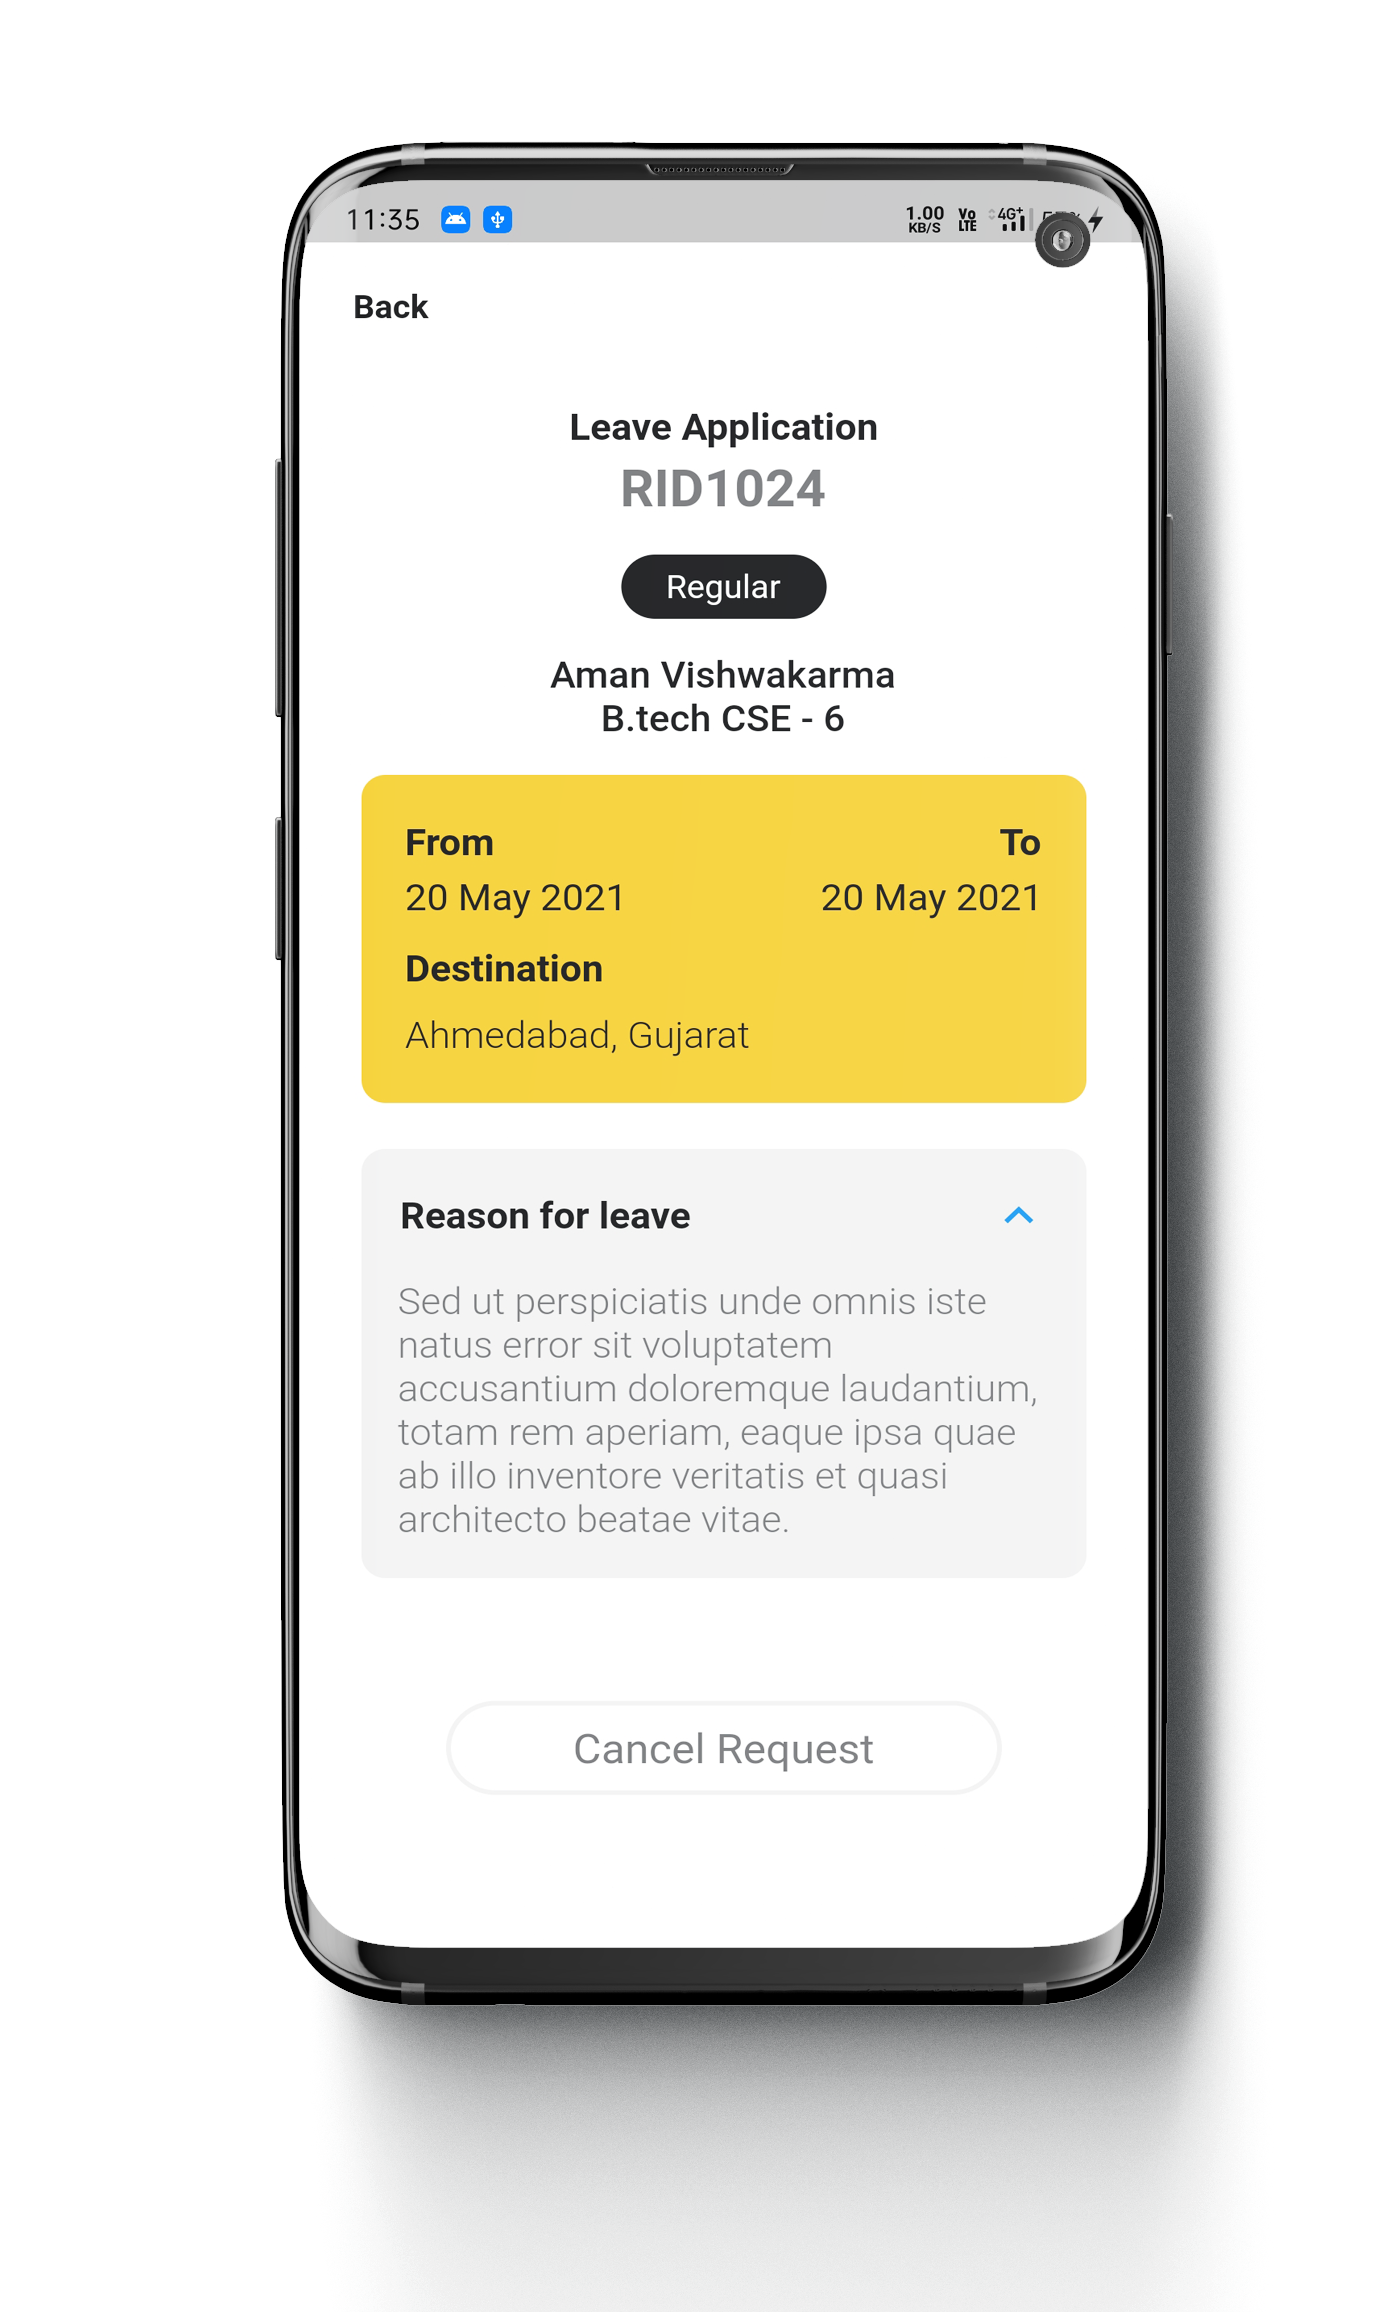 11:35
1.00
KB/S
Vo
LTE
4G+
Back
Leave Application
RID1024
Regular
Aman Vishwakarma
B.tech CSE - 6
From
To
20 May 2021
20 May 2021
Destination
Ahmedabad, Gujarat
Reason for leave
Sed ut perspiciatis unde omnis iste
natus error sit voluptatem
accusantium doloremque laudantium,
totam rem aperiam, eaque ipsa quae
ab illo inventore veritatis et quasi
architecto beatae vitae.
Cancel Request